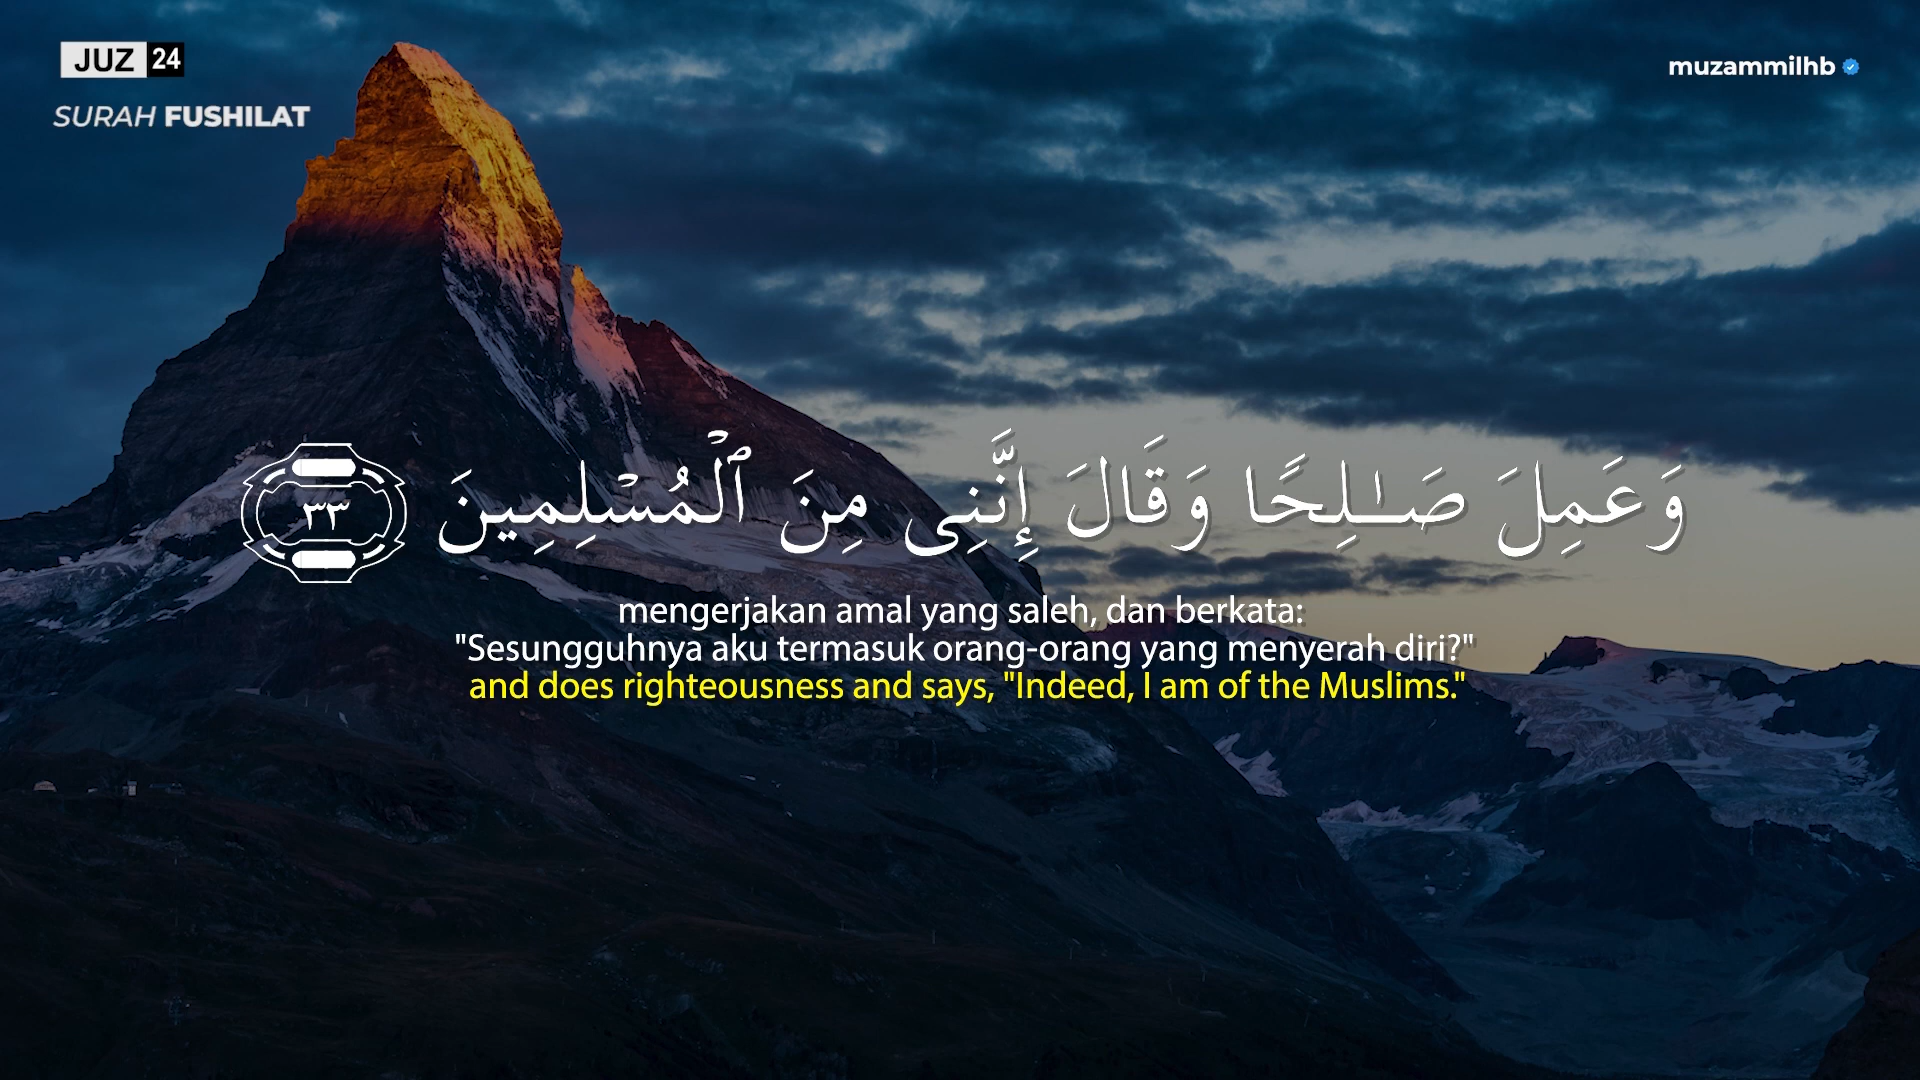 JUZ 24
muzammilhb
SURAH FUSHILAT
وَعَمِلَ صَـٰلِحًا وَقَالَ إِنَّنِى مِنَ ٱلْمُسْلِمِينَ ٣٣
mengerjakan amal yang saleh, dan berkata:
"Sesungguhnya aku termasuk orang-orang yang menyerah diri?"
and does righteousness and says, "Indeed, I am of the Muslims."